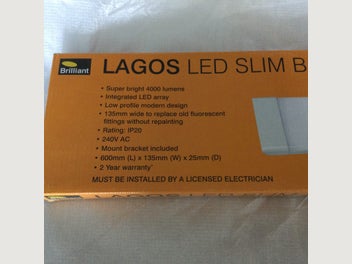 Brilliant
LAGOS LED SLIM B
• Super bright 4000 lumens
• Integrated LED array
• Low profile modern design
• 135mm wide to replace old fluorescent
fittings without repainting
• Rating: IP20
• 240V AC
• Mount bracket included
• 600mm (L) x 135mm (W) x 25mm (D)
• 2 Year warranty*
MUST BE INSTALLED BY A LICENSED ELECTRICIAN